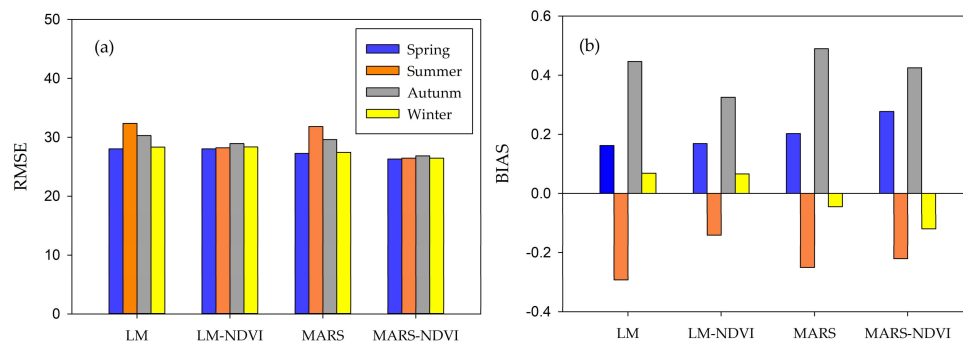 50
40
30
20
10
0
RMSE
(a)
Spring
Summer
Autunm
Winter
LM
LM-NDVI
MARS
MARS-NDVI
0.6
0.4
0.2
0.0
-0.2
-0.4
BIAS
(b)
LM
LM-NDVI
MARS
MARS-NDVI